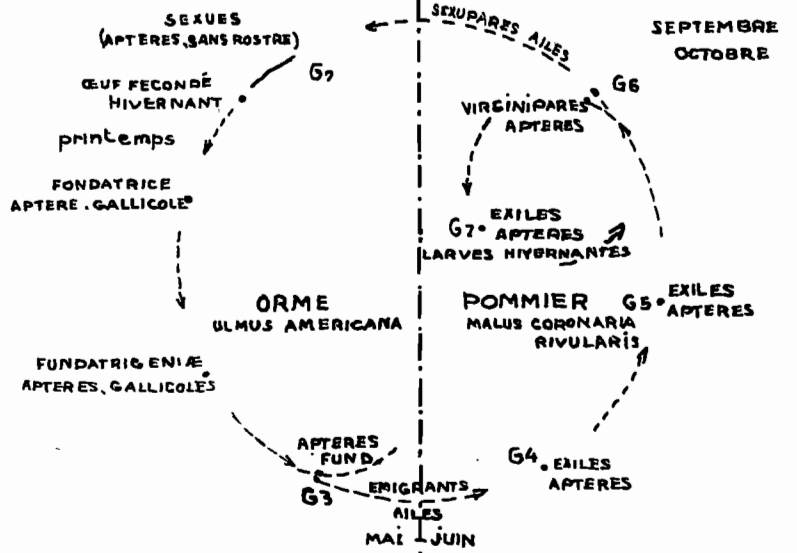 SEXUES
(APTERES, SANS ROSTRE)
G7
ŒUF FECONDÉ
HIVERNANT
printemps
FONDATRICE
APTERE. GALLICOLE
FUNDATRIGENIÆ
APTERES, GALLICOLES
ORME
ULMUS AMERICANA
APTERES
FUND.
G3
EMIGRANTS
AILES
MAI
JUIN
G4
EXILES
APTERES
POMMIER
MALUS CORONARIA
RIVULARIS
G5
EXILES
APTERES
G7
EXILES
APTERES
LARVES HIVERNANTES
VIRGINIPARES
APTERES
G6
SEXUPARES AILES
SEPTEMBRE
OCTOBRE